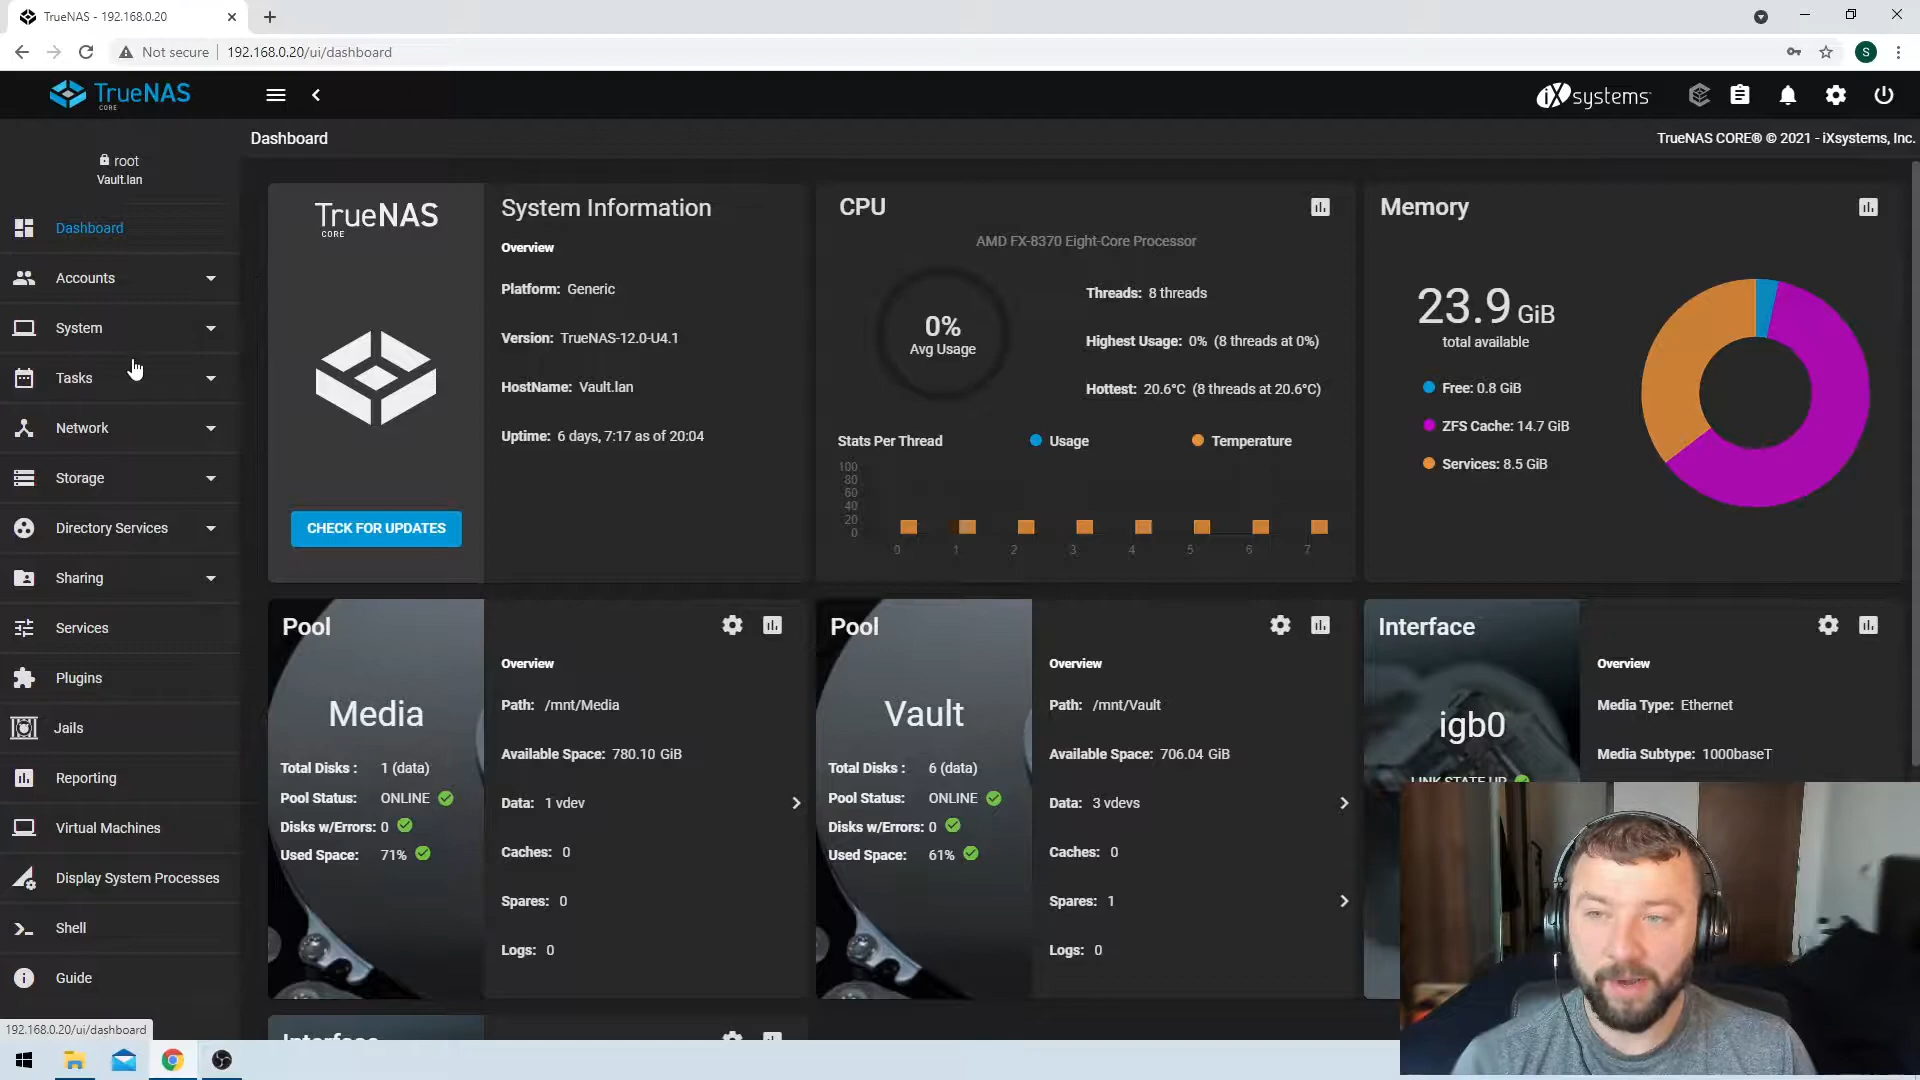 TrueNAS - 192.168.0.20
Not secure
192.168.0.20/ui/dashboard
S
TrueNAS
CORE
iXsystems
Dashboard
TrueNAS CORE® © 2021 - iXsystems, Inc.
root
Vault.lan
Dashboard
Accounts
System
Tasks
Network
Storage
Directory Services
Sharing
Services
Plugins
Jails
Reporting
Virtual Machines
Display System Processes
Shell
Guide
192.168.0.20/ui/dashboard
TrueNAS
CORE
CHECK FOR UPDATES
System Information
Overview
Platform: Generic
Version: TrueNAS-12.0-U4.1
HostName: Vault.lan
Uptime: 6 days, 7:17 as of 20:04
CPU
AMD FX-8370 Eight-Core Processor
0%
Avg Usage
Threads: 8 threads
Highest Usage: 0% (8 threads at 0%)
Hottest: 20.6°C (8 threads at 20.6°C)
Stats Per Thread
Usage
Temperature
100
80
60
40
20
0
0 1 2 3 4 5 6 7
Memory
23.9 GiB
total available
Free: 0.8 GiB
ZFS Cache: 14.7 GiB
Services: 8.5 GiB
Pool
Media
Total Disks : 1 (data)
Pool Status: ONLINE
Disks w/Errors: 0
Used Space: 71%
Overview
Path: /mnt/Media
Available Space: 780.10 GiB
Data: 1 vdev
Caches: 0
Spares: 0
Logs: 0
Pool
Vault
Total Disks : 6 (data)
Pool Status: ONLINE
Disks w/Errors: 0
Used Space: 61%
Overview
Path: /mnt/Vault
Available Space: 706.04 GiB
Data: 3 vdevs
Caches: 0
Spares: 1
Logs: 0
Interface
igb0
LINK STATE UP
Overview
Media Type: Ethernet
Media Subtype: 1000baseT
Interface